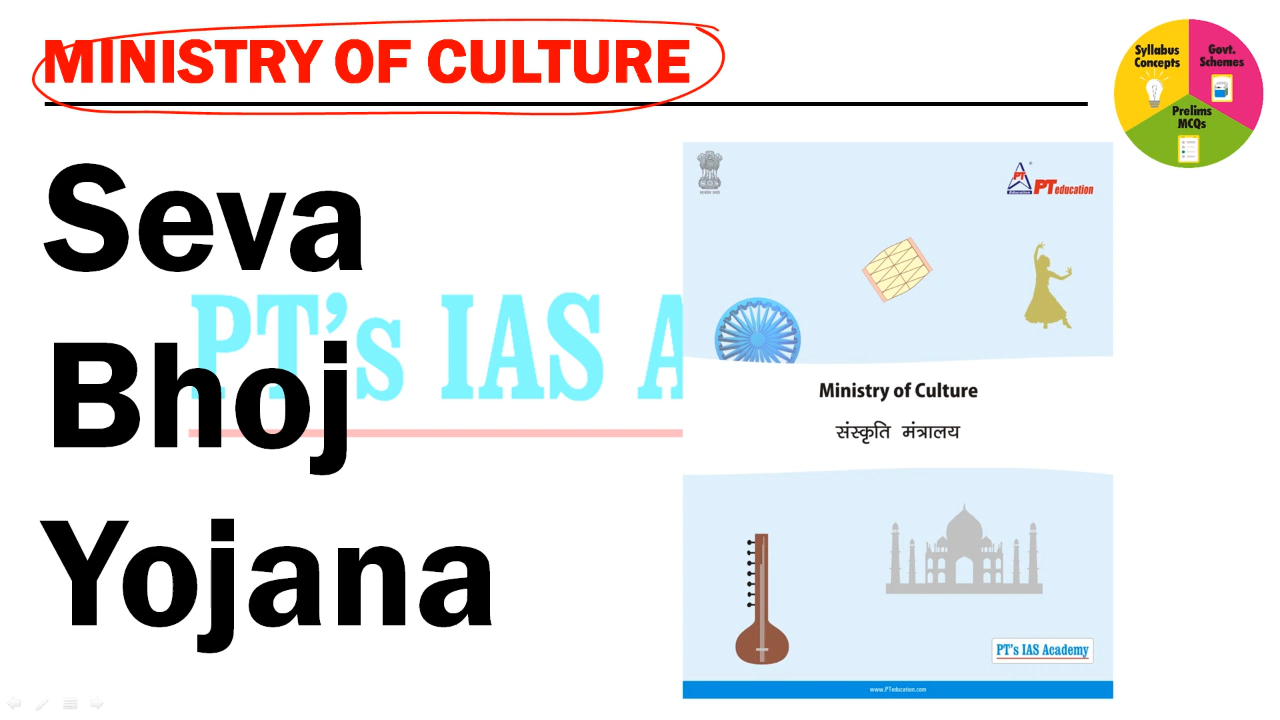 MINISTRY OF CULTURE
Syllabus Concepts
Govt. Schemes
Prelims MCQs
Seva
Bhoj
Yojana
PT's IAS A
PT education
Ministry of Culture
संस्कृति मंत्रालय
PT's IAS Academy
www.PTeducation.com